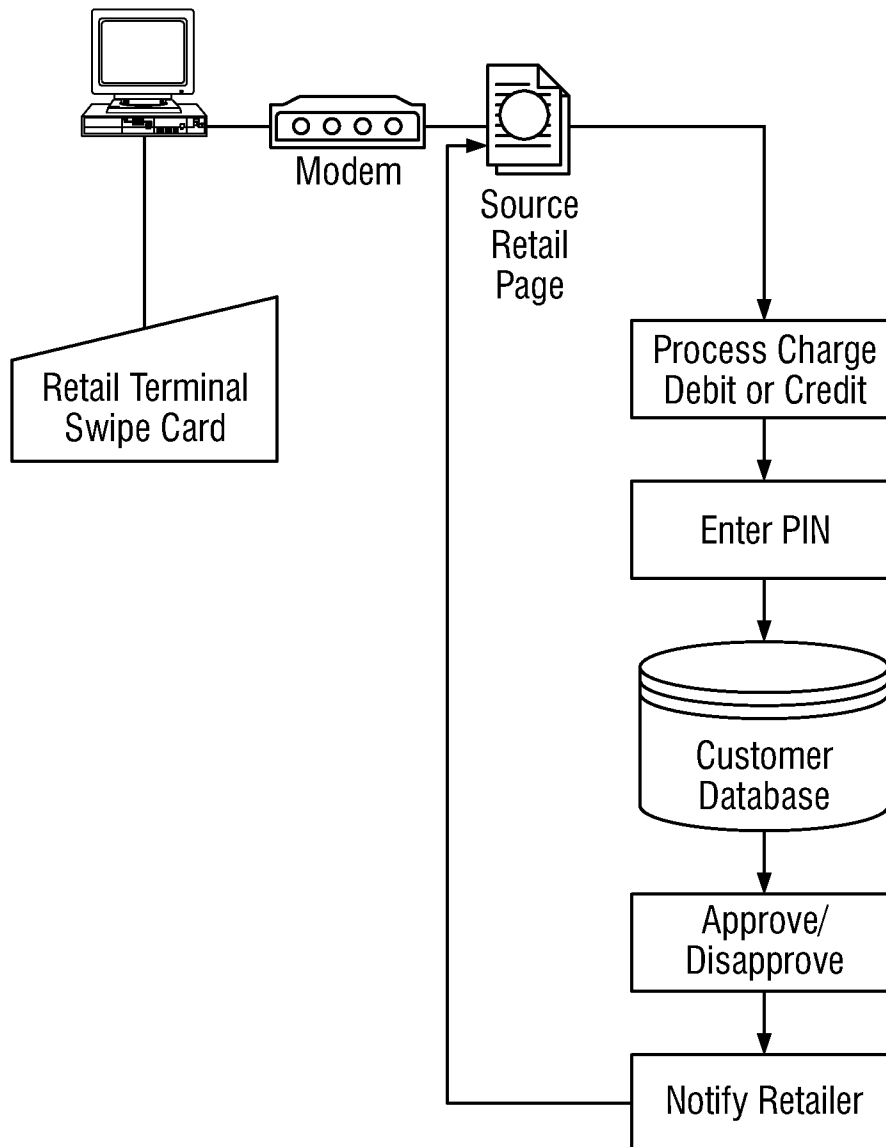 Modem
Source
Retail
Page
Retail Terminal
Swipe Card
Process Charge
Debit or Credit
Enter PIN
Customer
Database
Approve/
Disapprove
Notify Retailer